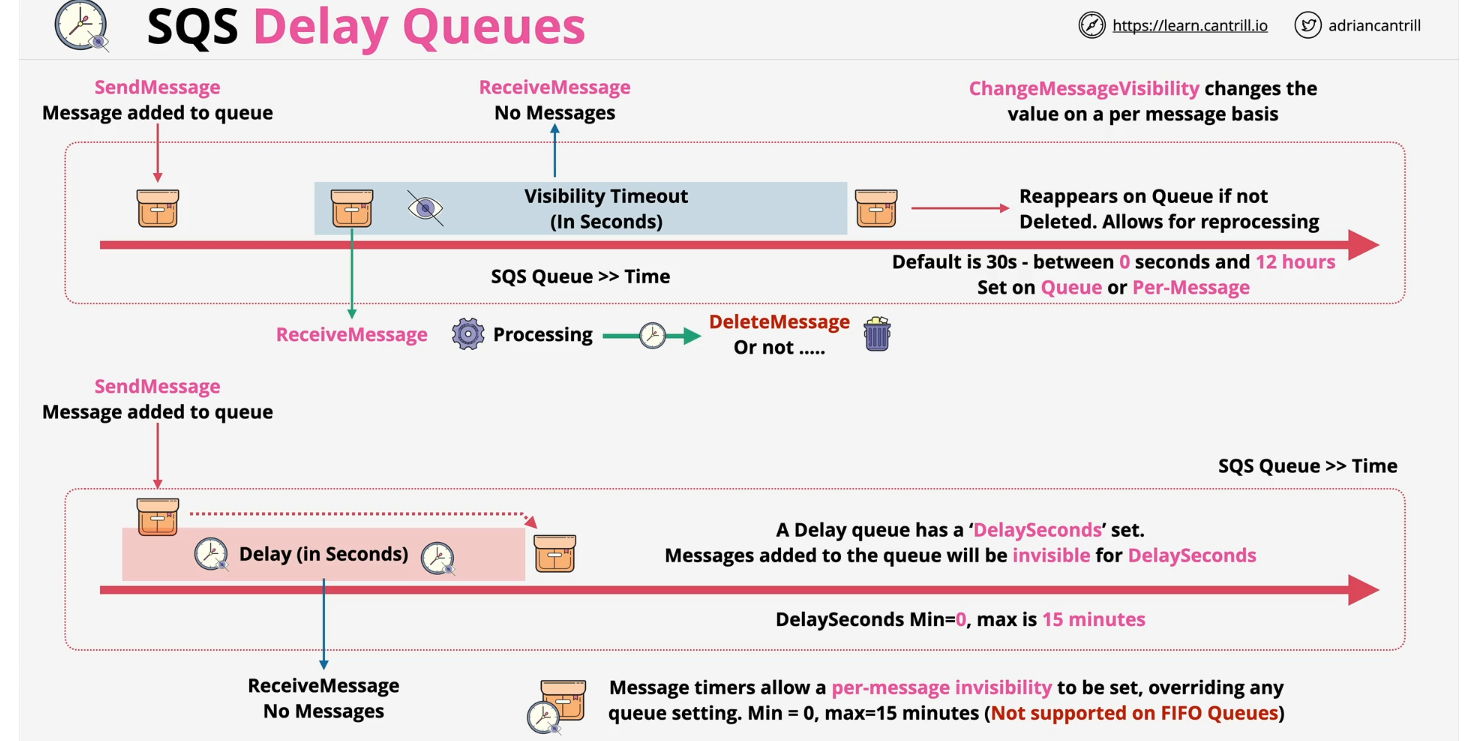 SQS Delay Queues
https://learn.cantrill.io
adriancantrill
SendMessage
Message added to queue
ReceiveMessage
No Messages
ChangeMessageVisibility changes the
value on a per message basis
Visibility Timeout
(In Seconds)
Reappears on Queue if not
Deleted. Allows for reprocessing
SQS Queue >> Time
Default is 30s - between 0 seconds and 12 hours
Set on Queue or Per-Message
ReceiveMessage
Processing
DeleteMessage
Or not .....
SendMessage
Message added to queue
SQS Queue >> Time
Delay (in Seconds)
A Delay queue has a ‘DelaySeconds’ set.
Messages added to the queue will be invisible for DelaySeconds
DelaySeconds Min=0, max is 15 minutes
ReceiveMessage
No Messages
Message timers allow a per-message invisibility to be set, overriding any
queue setting. Min = 0, max=15 minutes (Not supported on FIFO Queues)